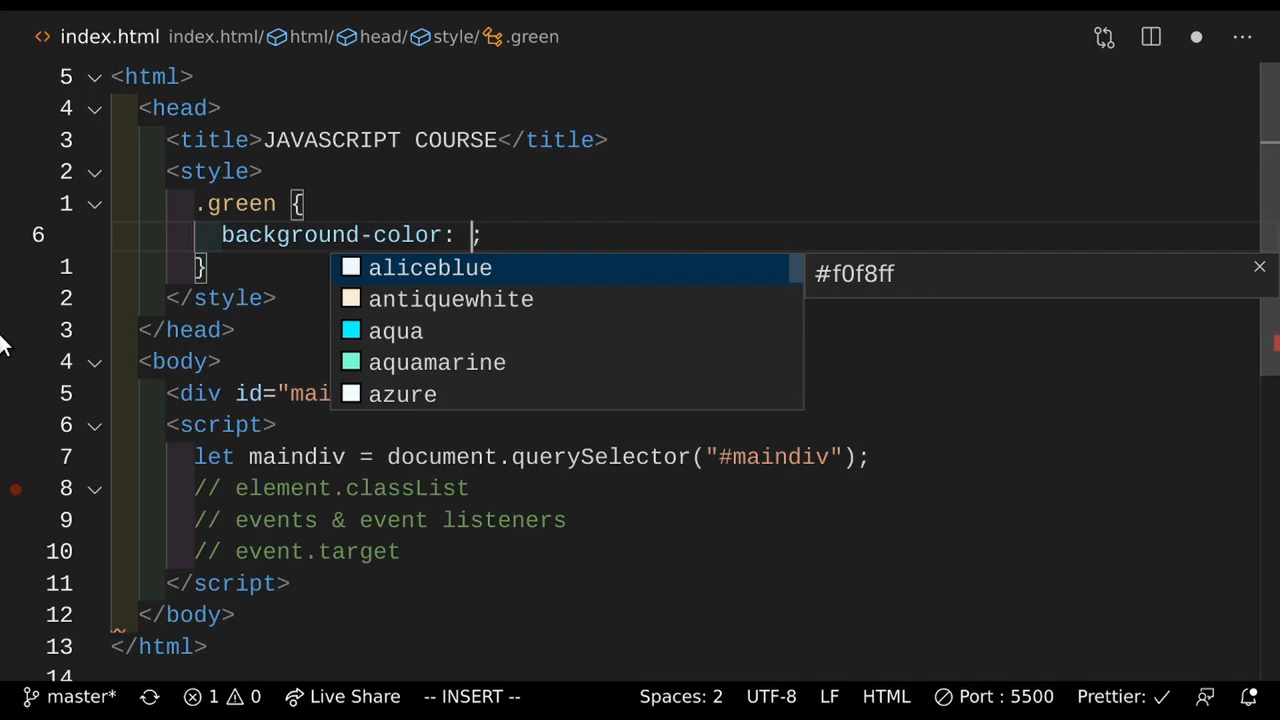 index.html index.html/ html/ head/ style/ .green
5 <html>
4 <head>
3 <title>JAVASCRIPT COURSE</title>
2 <style>
1 .green {
6 background-color: ;
1 }
aliceblue #f0f8ff
2 </style>
antiquewhite
3 </head>
aqua
4 <body>
aquamarine
5 <div id="mai
azure
6 <script>
7 let maindiv = document.querySelector("#maindiv");
8 // element.classList
9 // events & event listeners
10 // event.target
11 </script>
12 </body>
13 </html>
14
master* 1 0 Live Share -- INSERT -- Spaces: 2 UTF-8 LF HTML Port : 5500 Prettier: ✓